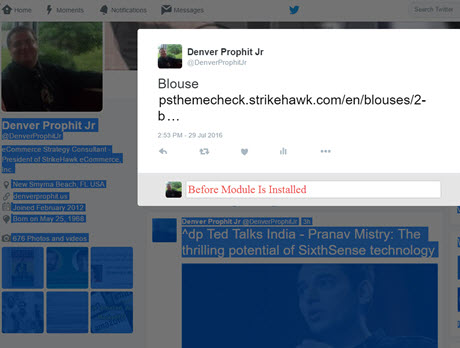 Home Moments Notifications Messages Search Twitter
Denver Prophit Jr
@DenverProphitJr
Blouse
psthemecheck.strikehawk.com/en/blouses/2-
b…
2:53 PM - 29 Jul 2016
Before Module Is Installed
Denver Prophit Jr
@DenverProphitJr
eCommerce Strategy Consultant -
President of StrikeHawk eCommerce,
Inc.
New Smyrna Beach, FL, USA
denverprophit.us
Joined February 2012
Born on May 25, 1968
676 Photos and videos
Denver Prophit Jr @DenverProphitJr 3h
^dp Ted Talks India - Pranav Mistry: The
thrilling potential of SixthSense technology